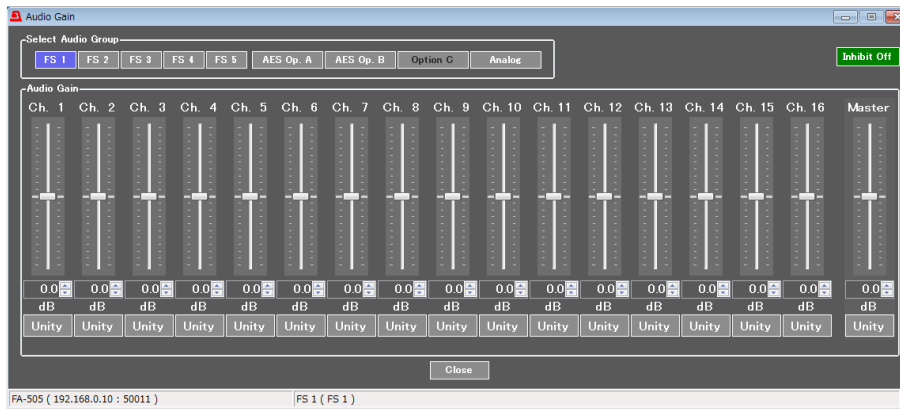 Audio Gain
Select Audio Group
FS 1 FS 2 FS 3 FS 4 FS 5 AES Op. A AES Op. B Option C Analog
Inhibit Off
Audio Gain
Ch. 1 Ch. 2 Ch. 3 Ch. 4 Ch. 5 Ch. 6 Ch. 7 Ch. 8 Ch. 9 Ch. 10 Ch. 11 Ch. 12 Ch. 13 Ch. 14 Ch. 15 Ch. 16 Master
0.0 0.0 0.0 0.0 0.0 0.0 0.0 0.0 0.0 0.0 0.0 0.0 0.0 0.0 0.0 0.0 0.0
dB dB dB dB dB dB dB dB dB dB dB dB dB dB dB dB dB
Unity Unity Unity Unity Unity Unity Unity Unity Unity Unity Unity Unity Unity Unity Unity Unity Unity
Close
FA-505 ( 192.168.0.10 : 50011 ) FS 1 ( FS 1 )